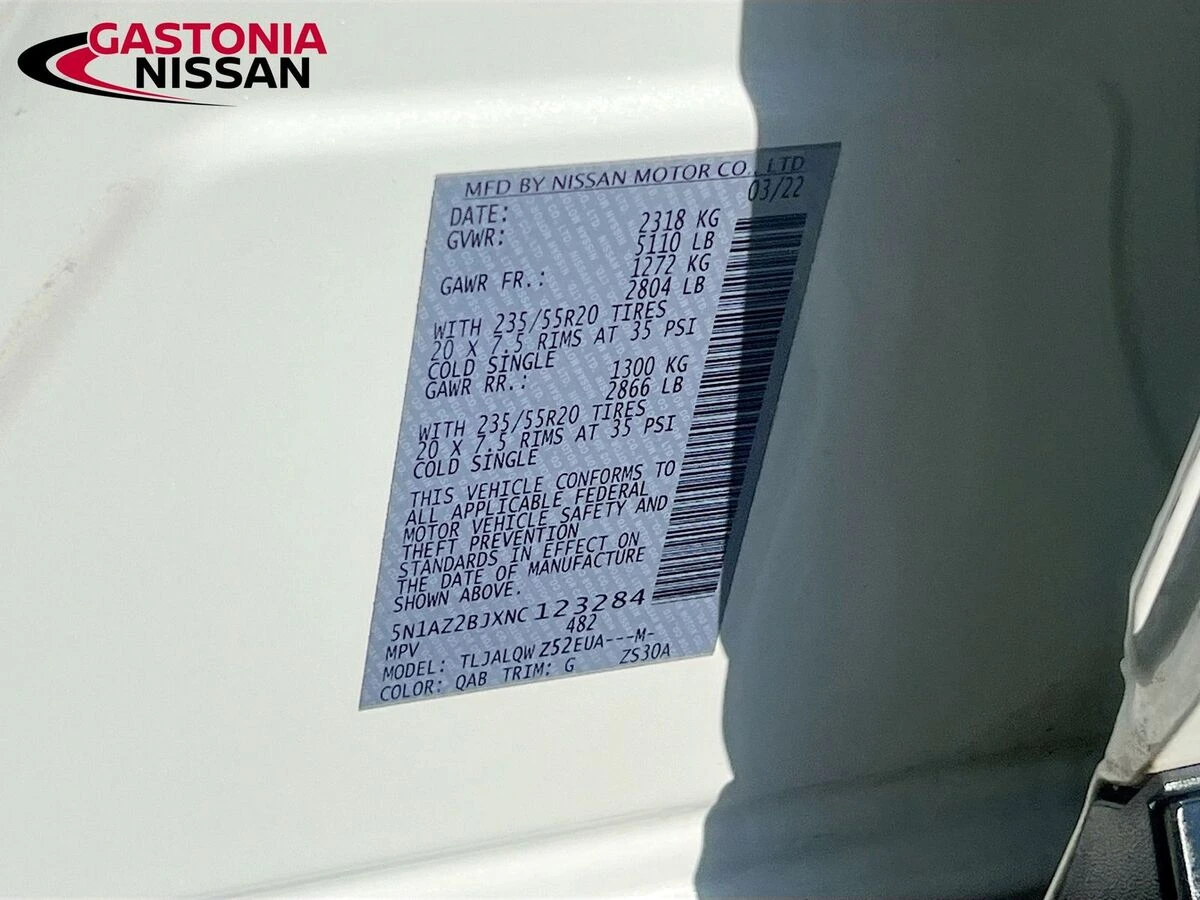 GASTONIA
NISSAN
MFD BY NISSAN MOTOR CO., LTD
DATE: 03/22
GVWR: 2318 KG
5110 LB
GAWR FR.: 1272 KG
2804 LB
WITH 235/55R20 TIRES
20 X 7.5 RIMS AT 35 PSI
COLD SINGLE
GAWR RR.: 1300 KG
2866 LB
WITH 235/55R20 TIRES
20 X 7.5 RIMS AT 35 PSI
COLD SINGLE
THIS VEHICLE CONFORMS TO
ALL APPLICABLE FEDERAL
MOTOR VEHICLE SAFETY AND
THEFT PREVENTION
STANDARDS IN EFFECT ON
THE DATE OF MANUFACTURE
SHOWN ABOVE.
5N1AZ2BJXNC123284
MPV 482
MODEL: TLJALQWZ52EUA---M-
COLOR: QAB TRIM: G ZS30A